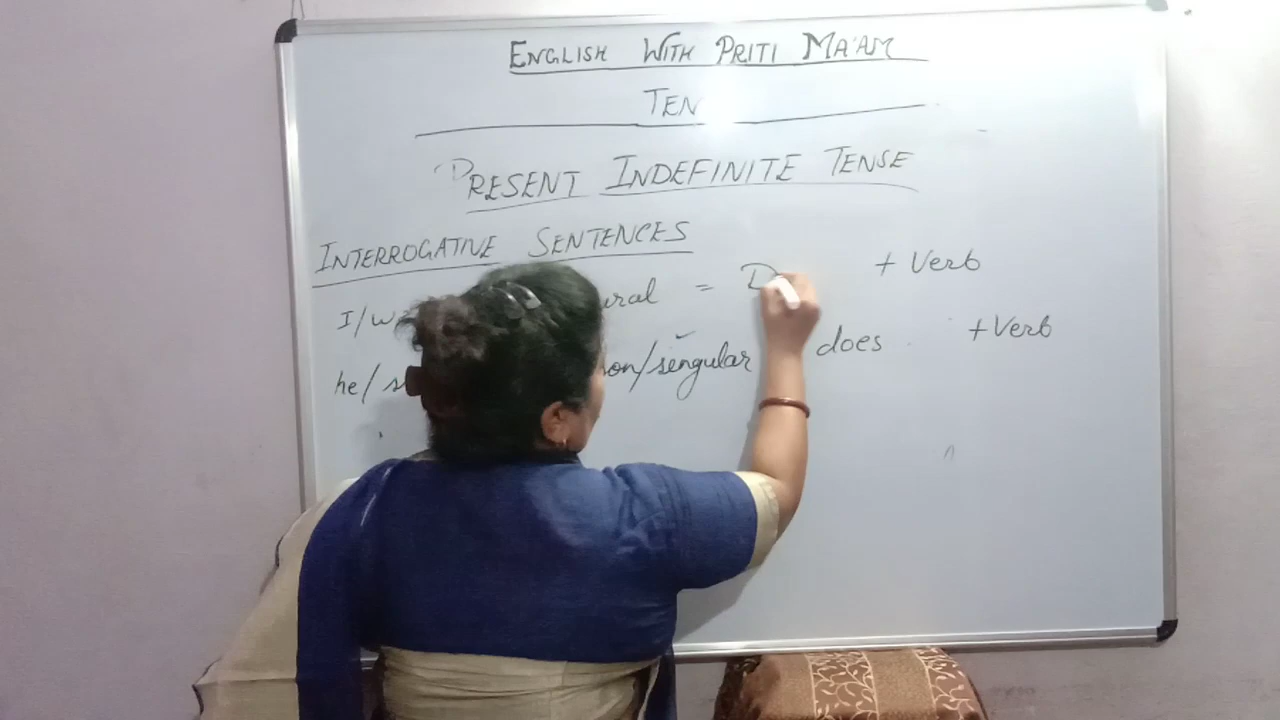 ENGLISH WITH PRITI MA'AM
TEN
PRESENT INDEFINITE TENSE
INTERROGATIVE SENTENCES
I/w ural = D + Verb
he/s on/sengular does + Verb